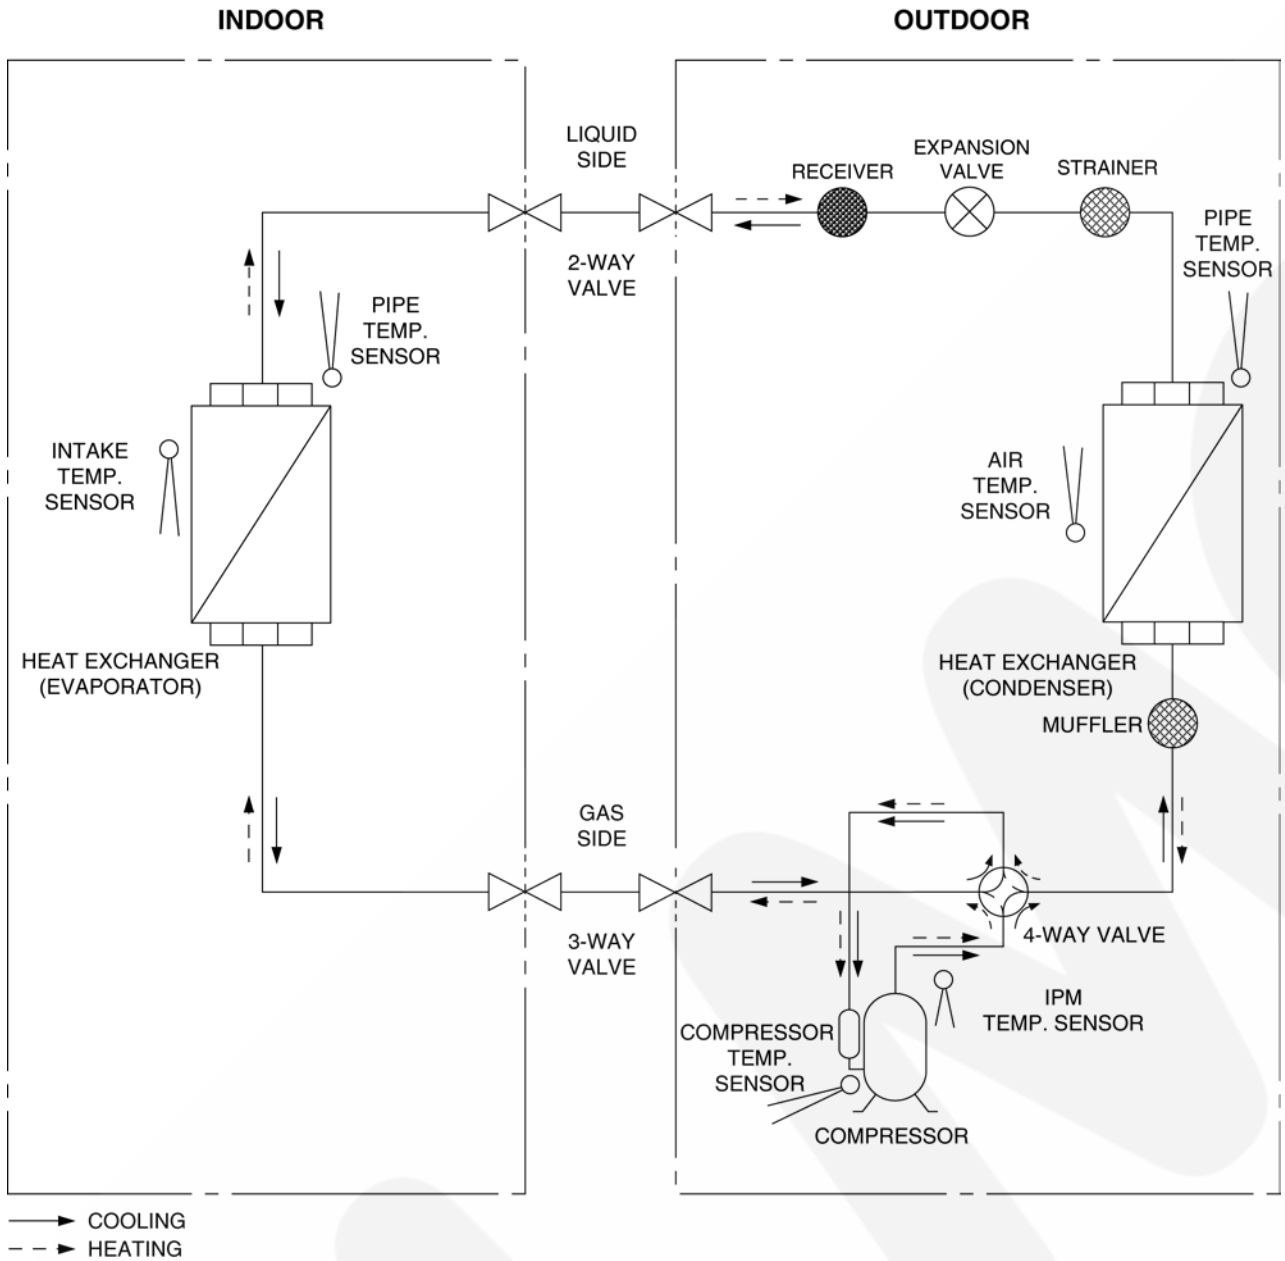 INDOOR
OUTDOOR
LIQUID
SIDE
2-WAY
VALVE
RECEIVER
EXPANSION
VALVE
STRAINER
PIPE
TEMP.
SENSOR
PIPE
TEMP.
SENSOR
INTAKE
TEMP.
SENSOR
AIR
TEMP.
SENSOR
HEAT EXCHANGER
(EVAPORATOR)
HEAT EXCHANGER
(CONDENSER)
MUFFLER
GAS
SIDE
3-WAY
VALVE
4-WAY VALVE
IPM
TEMP. SENSOR
COMPRESSOR
TEMP.
SENSOR
COMPRESSOR
COOLING
HEATING